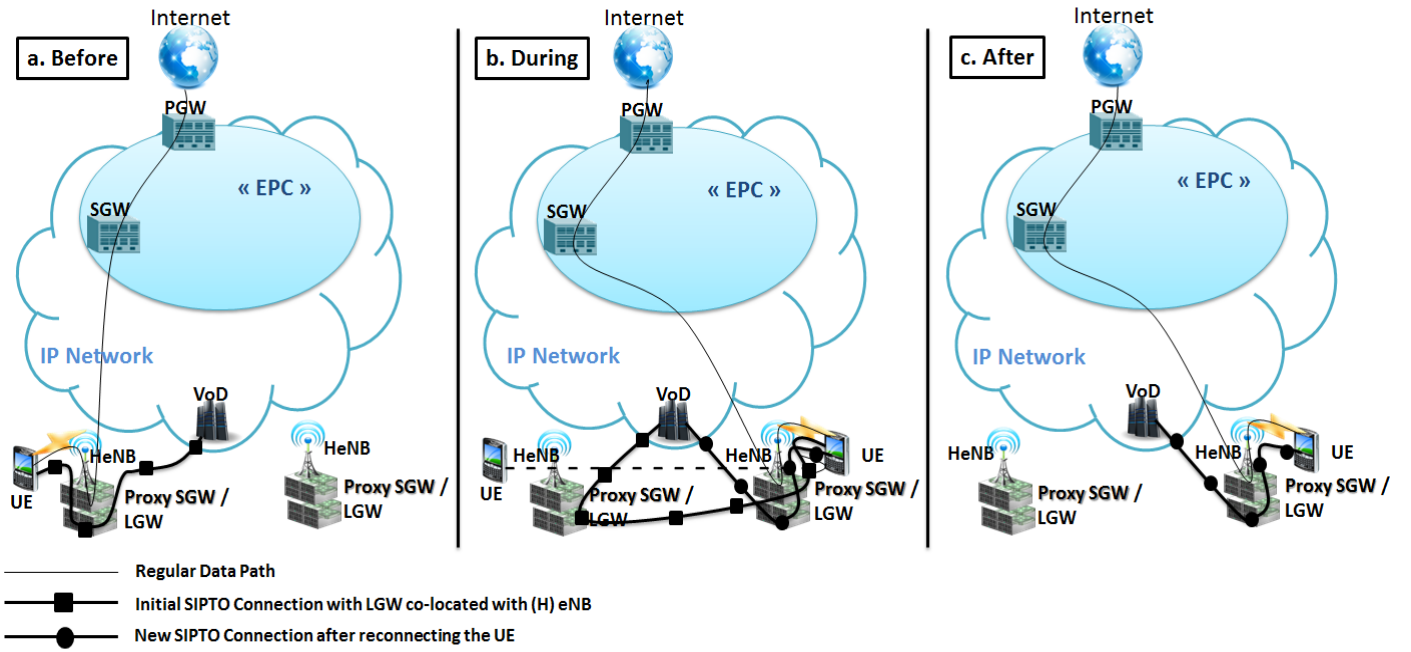 Internet
a. Before
PGW
« EPC »
SGW
IP Network
VoD
HeNB
UE
Proxy SGW /
LGW
HeNB
Proxy SGW /
LGW
Internet
b. During
PGW
« EPC »
SGW
IP Network
VoD
HeNB
UE
Proxy SGW /
LGW
HeNB
UE
Proxy SGW /
LGW
Internet
c. After
PGW
« EPC »
SGW
IP Network
VoD
HeNB
Proxy SGW /
LGW
HeNB
UE
Proxy SGW /
LGW
Regular Data Path
Initial SIPTO Connection with LGW co-located with (H) eNB
New SIPTO Connection after reconnecting the UE